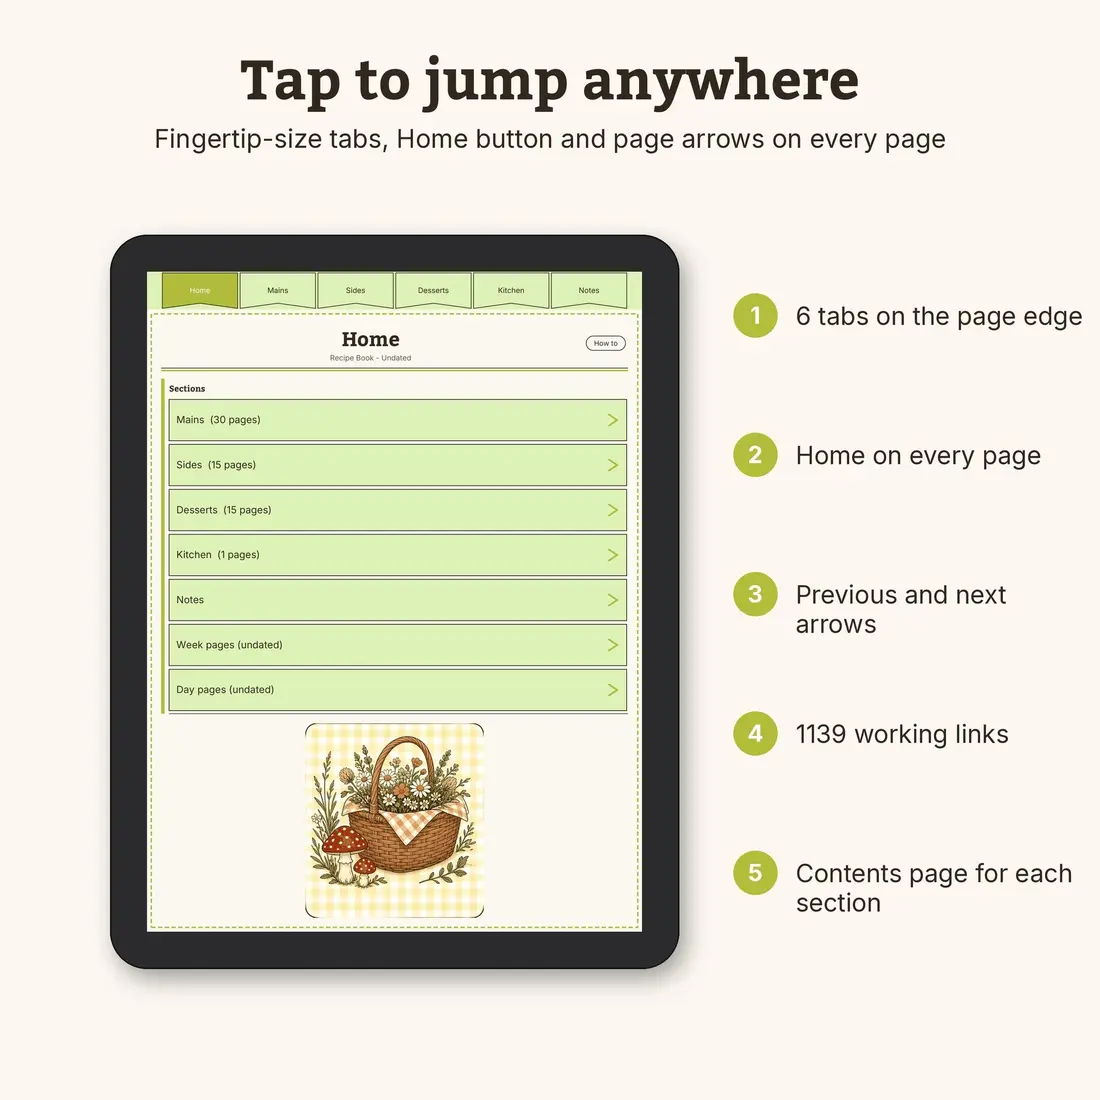 Tap to jump anywhere
Fingertip-size tabs, Home button and page arrows on every page
Home Mains Sides Desserts Kitchen Notes
Home
Recipe Book - Undated
How to
Sections
Mains (30 pages)
Sides (15 pages)
Desserts (15 pages)
Kitchen (1 pages)
Notes
Week pages (undated)
Day pages (undated)
1 6 tabs on the page edge
2 Home on every page
3 Previous and next
arrows
4 1139 working links
5 Contents page for each
section